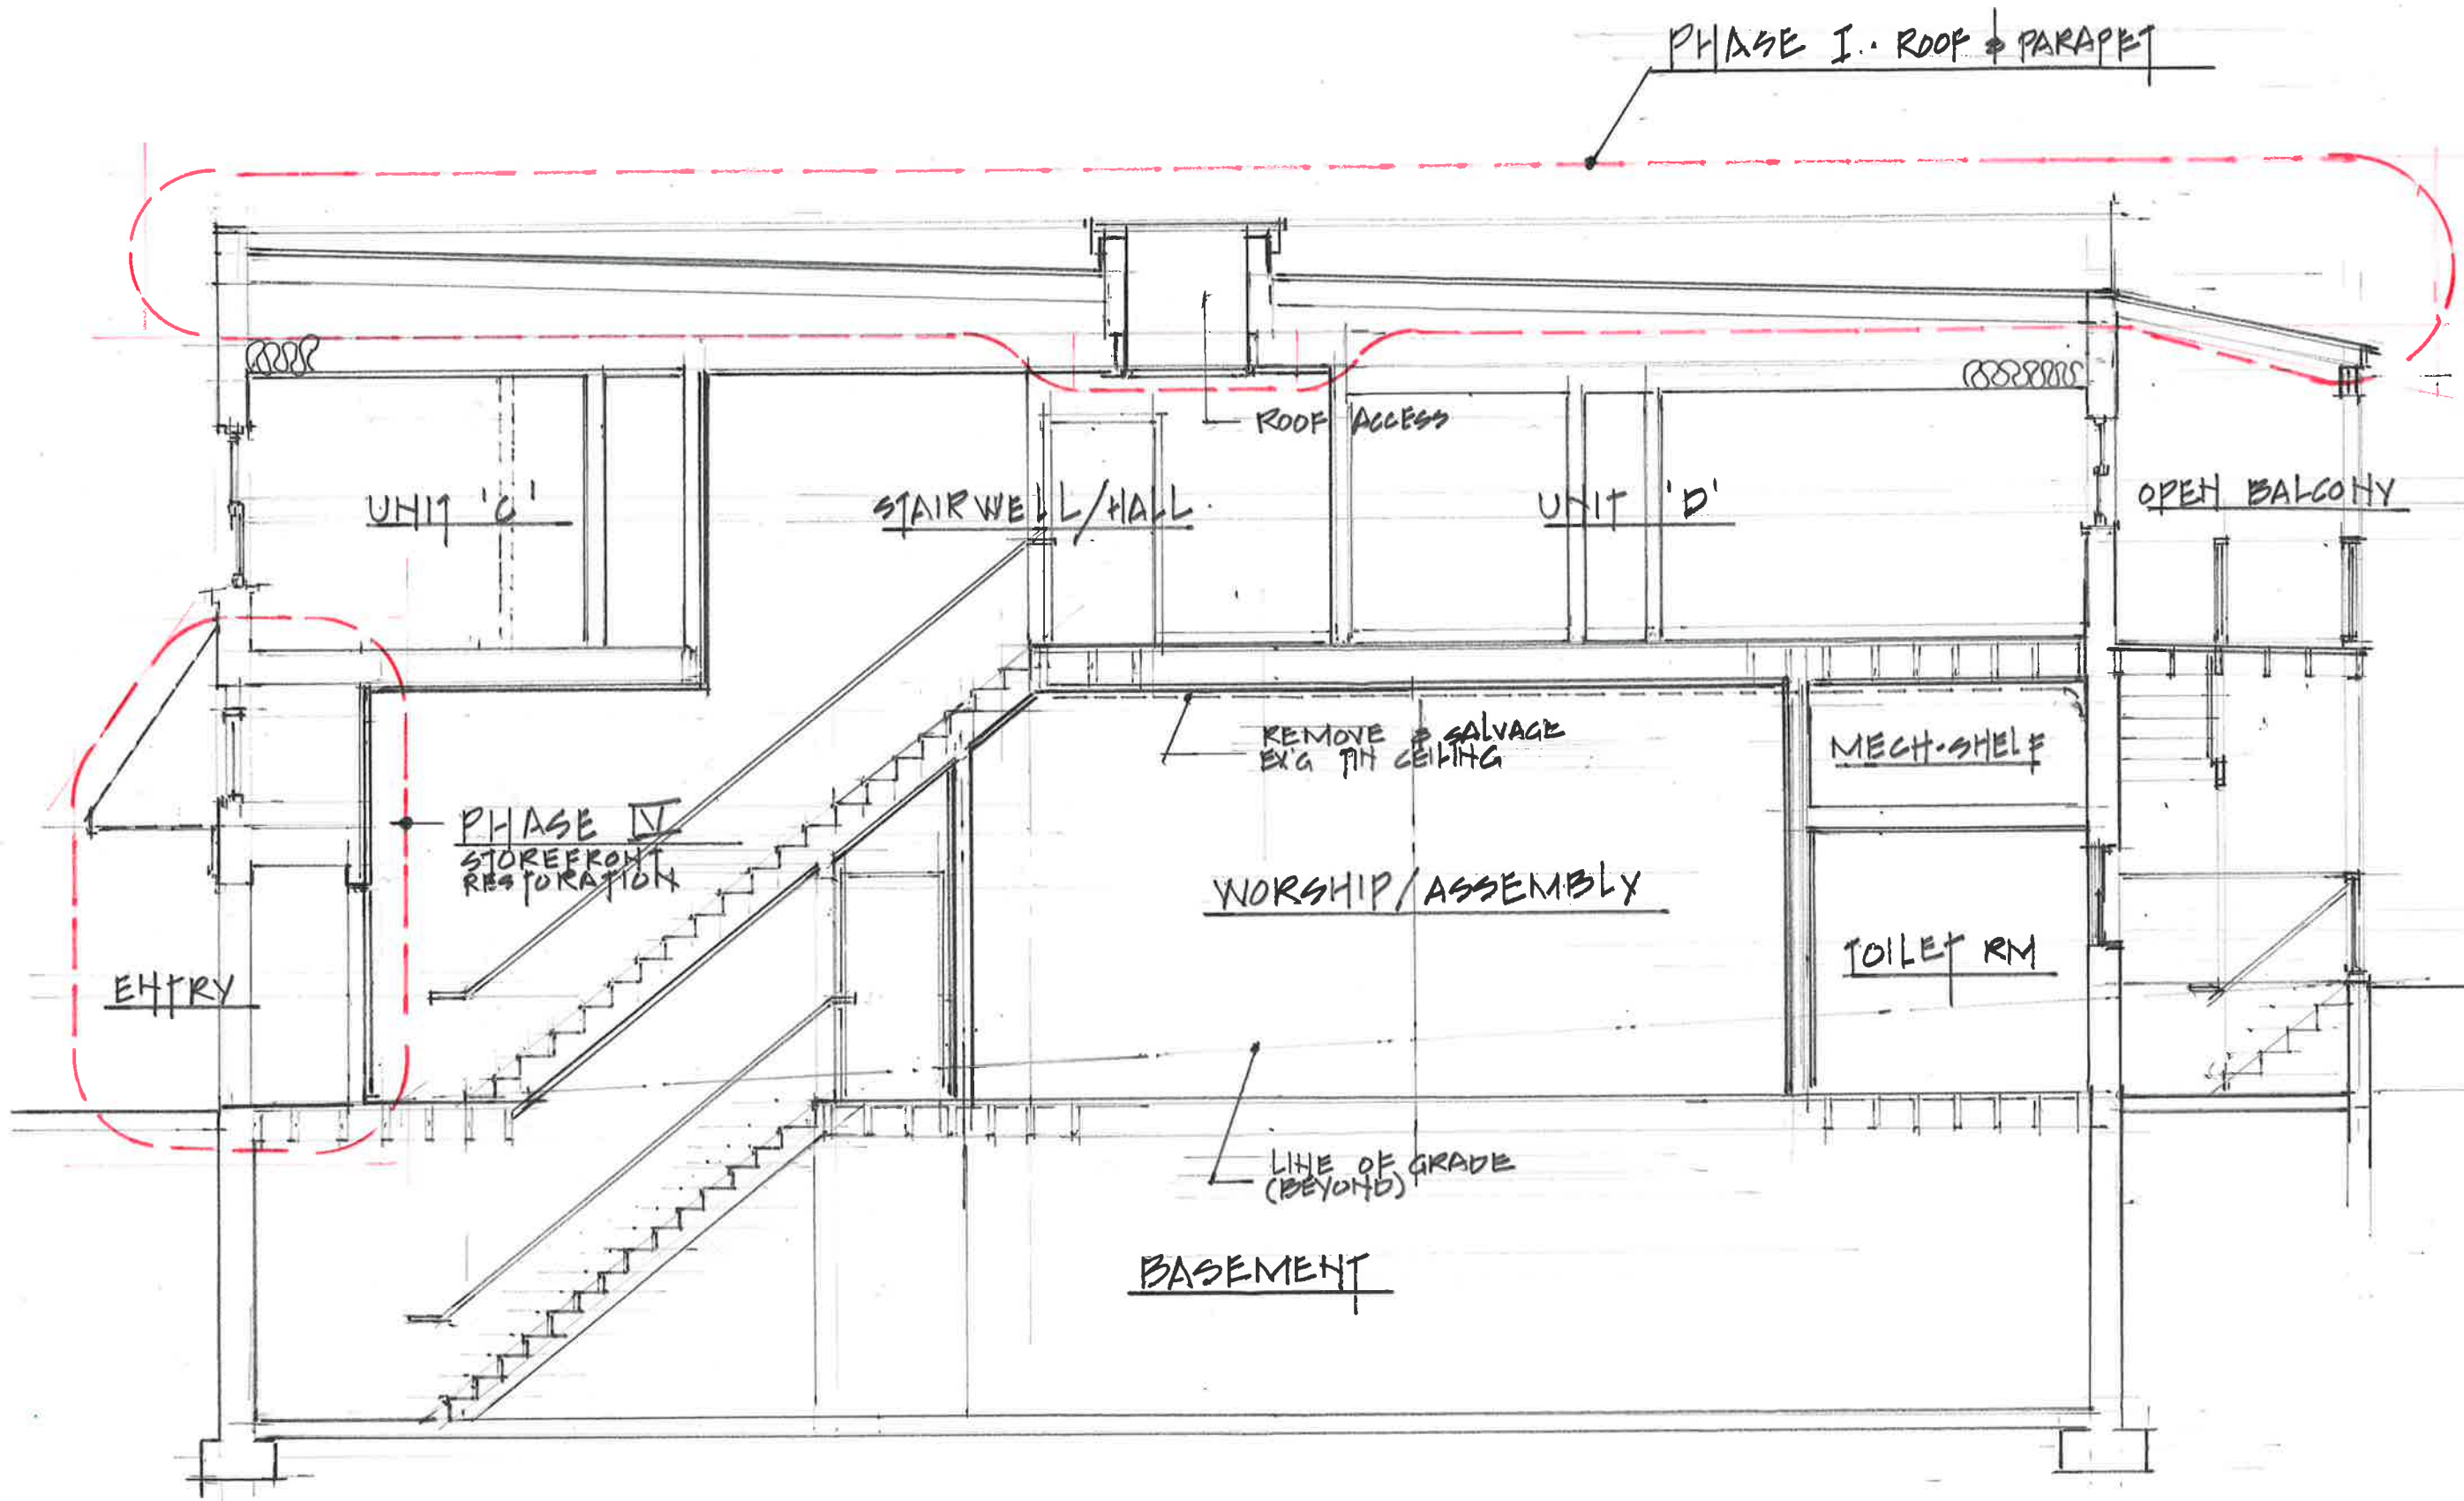 PHASE I. ROOF & PARAPET
ROOF ACCESS
UNIT 'C'
STAIRWELL/HALL
UNIT 'D'
OPEN BALCONY
REMOVE & SALVAGE
EX'G TIN CEILING
MECH. SHELF
PHASE IV
STOREFRONT
RESTORATION
WORSHIP/ASSEMBLY
TOILET RM
ENTRY
LINE OF GRADE
(BEYOND)
BASEMENT